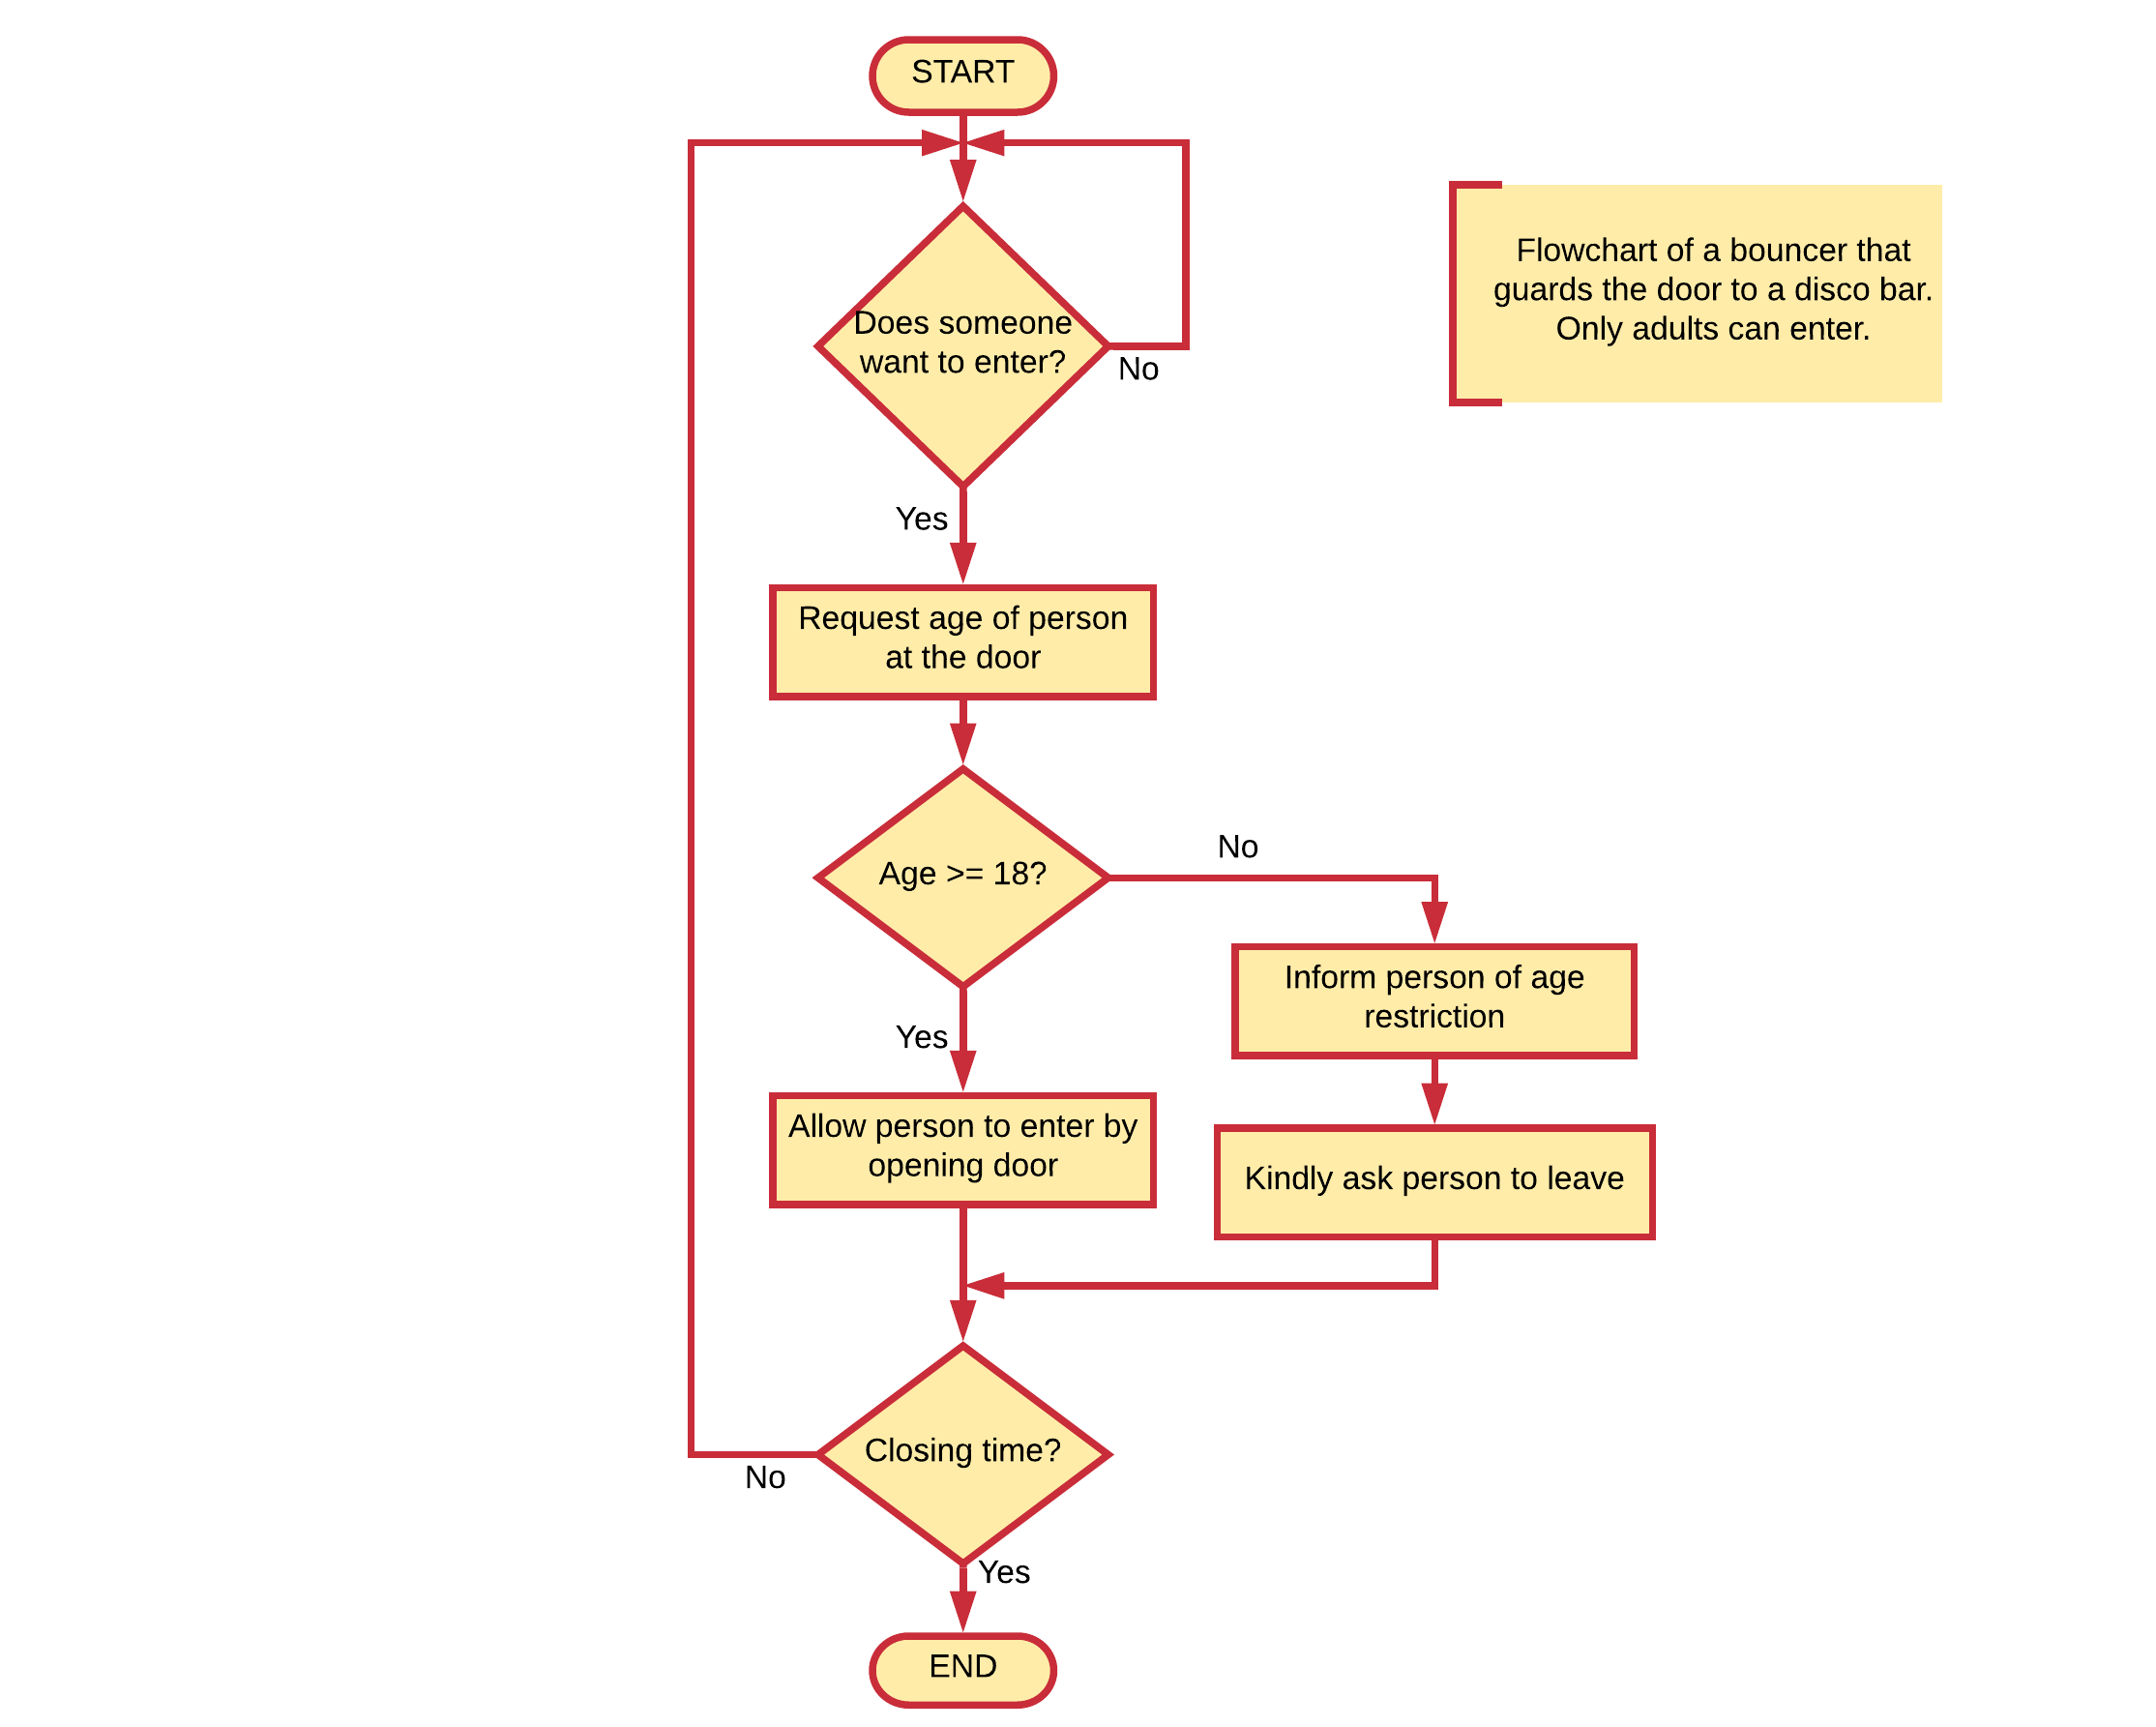 START
Flowchart of a bouncer that
guards the door to a disco bar.
Only adults can enter.
Does someone
want to enter?
No
Yes
Request age of person
at the door
Age >= 18?
No
Yes
Inform person of age
restriction
Allow person to enter by
opening door
Kindly ask person to leave
Closing time?
No
Yes
END